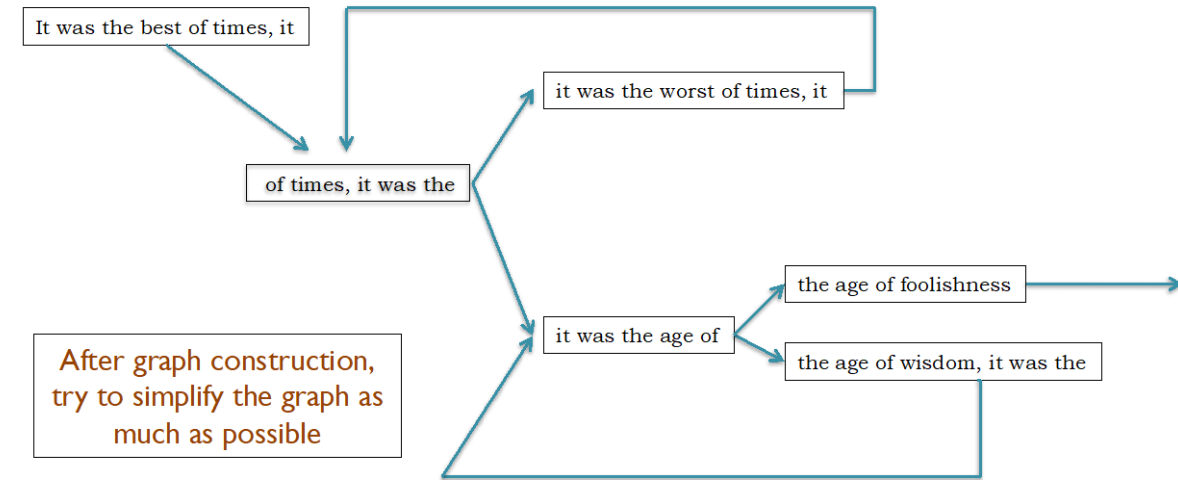 It was the best of times, it
it was the worst of times, it
of times, it was the
the age of foolishness
it was the age of
the age of wisdom, it was the
After graph construction,
try to simplify the graph as
much as possible